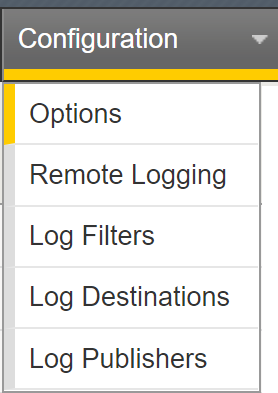 Configuration
Options
Remote Logging
Log Filters
Log Destinations
Log Publishers